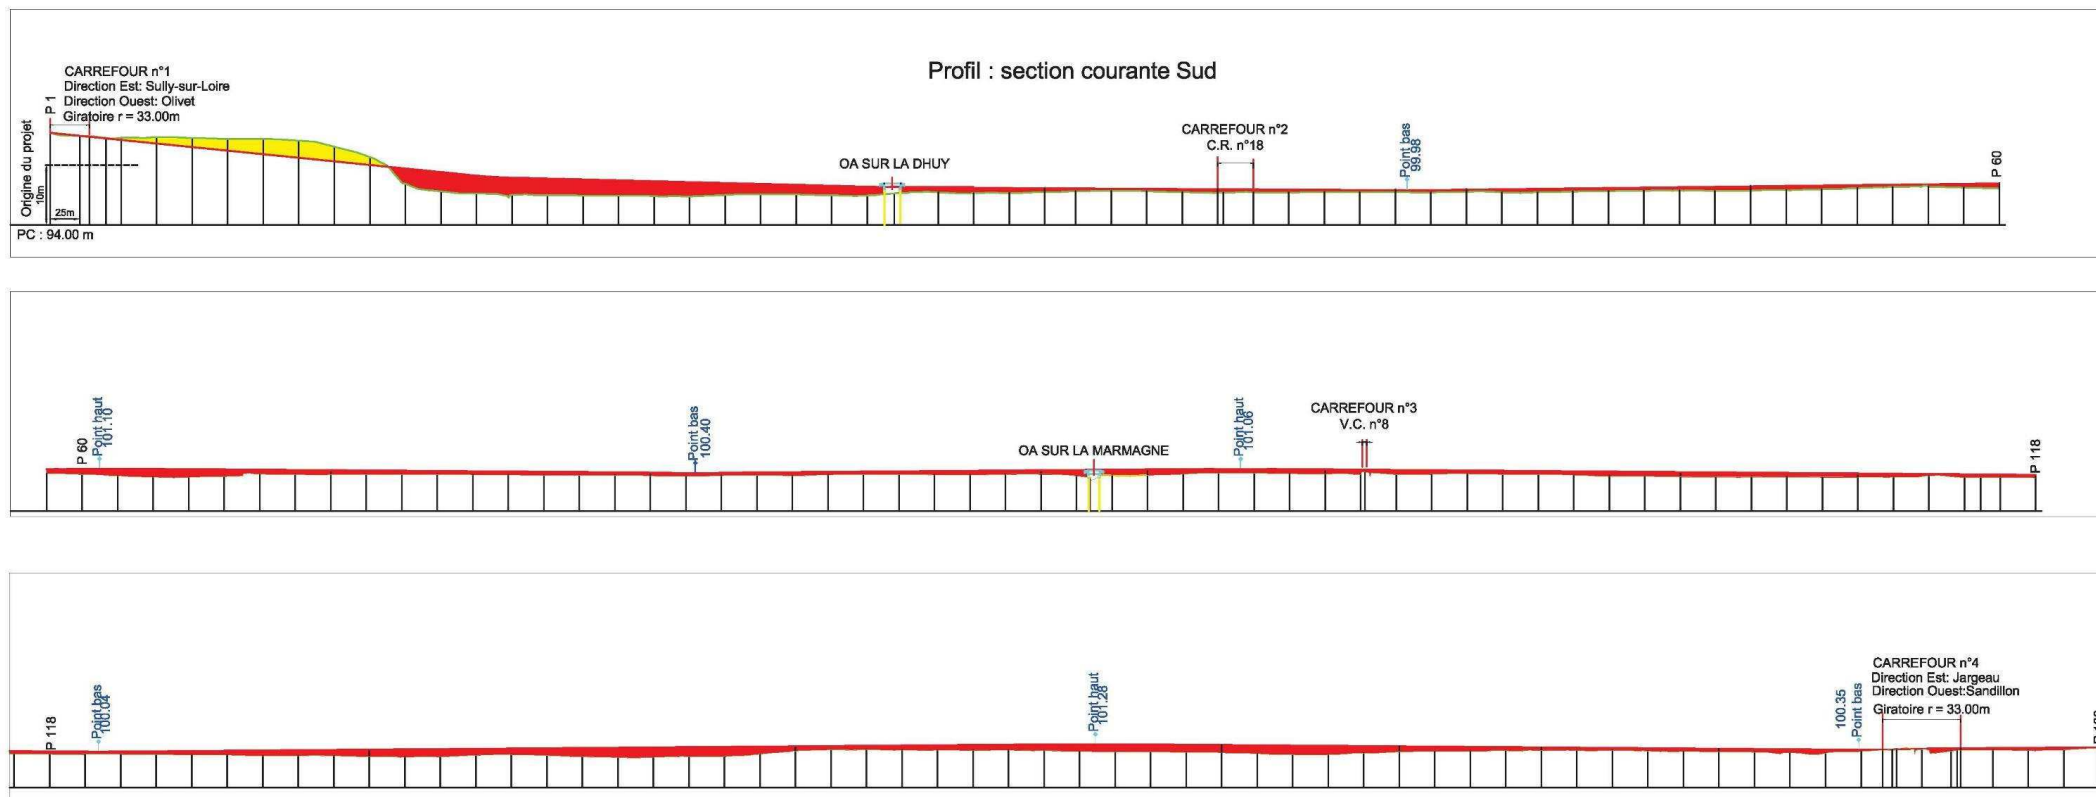 Profil : section courante Sud
CARREFOUR n°1
Direction Est: Sully-sur-Loire
Direction Ouest: Olivet
Giratoire r = 33.00m
P 1
Origine du projet
10m
25m
PC : 94.00 m
OA SUR LA DHUY
CARREFOUR n°2
C.R. n°18
Point bas
99.98
P 60
P 60
Point haut
101.10
Point bas
100.40
OA SUR LA MARMAGNE
Point haut
101.06
CARREFOUR n°3
V.C. n°8
P 118
P 118
Point bas
100.04
Point haut
101.28
100.35
Point bas
CARREFOUR n°4
Direction Est: Jargeau
Direction Ouest:Sandillon
Giratoire r = 33.00m